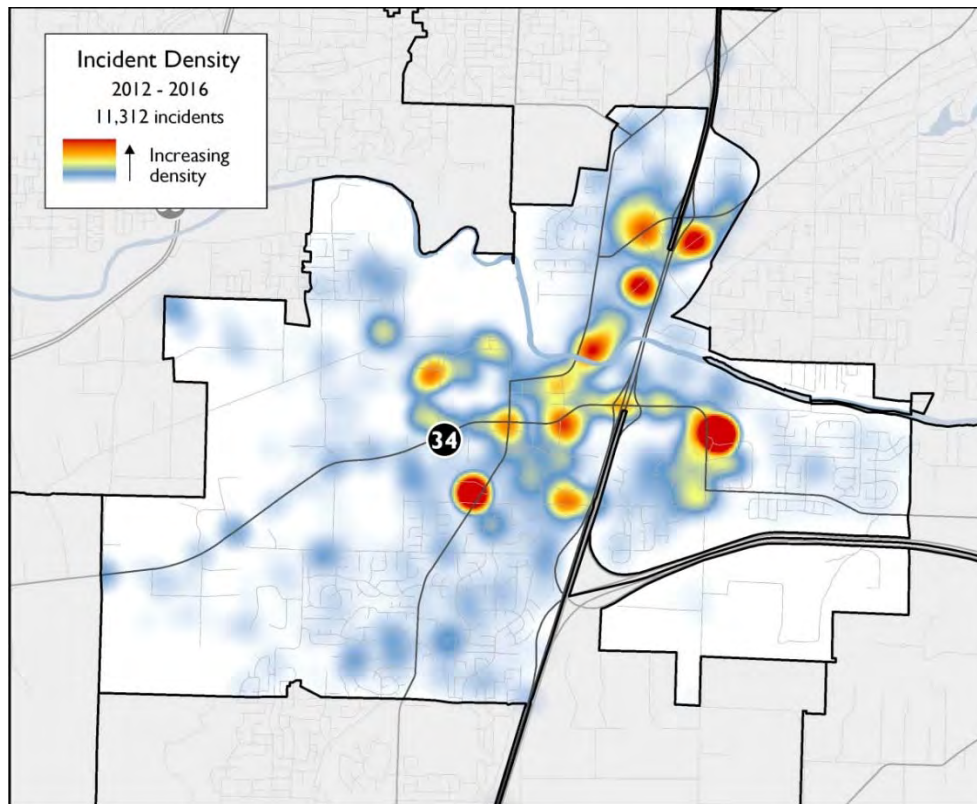 Incident Density
2012 - 2016
11,312 incidents
Increasing
density
34